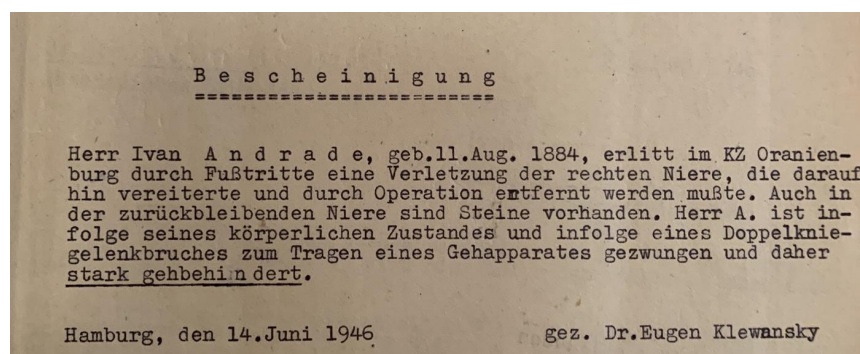 B e s c h e i n i g u n g
=========================
Herr Ivan A n d r a d e, geb.11.Aug. 1884, erlitt im KZ Oranien-
burg durch Fußtritte eine Verletzung der rechten Niere, die darauf
hin vereiterte und durch Operation entfernt werden mußte. Auch in
der zurückbleibenden Niere sind Steine vorhanden. Herr A. ist in-
folge seines körperlichen Zustandes und infolge eines Doppelknie-
gelenkbruches zum Tragen eines Gehapparates gezwungen und daher
stark gehbehin dert.
Hamburg, den 14.Juni 1946 gez. Dr.Eugen Klewansky